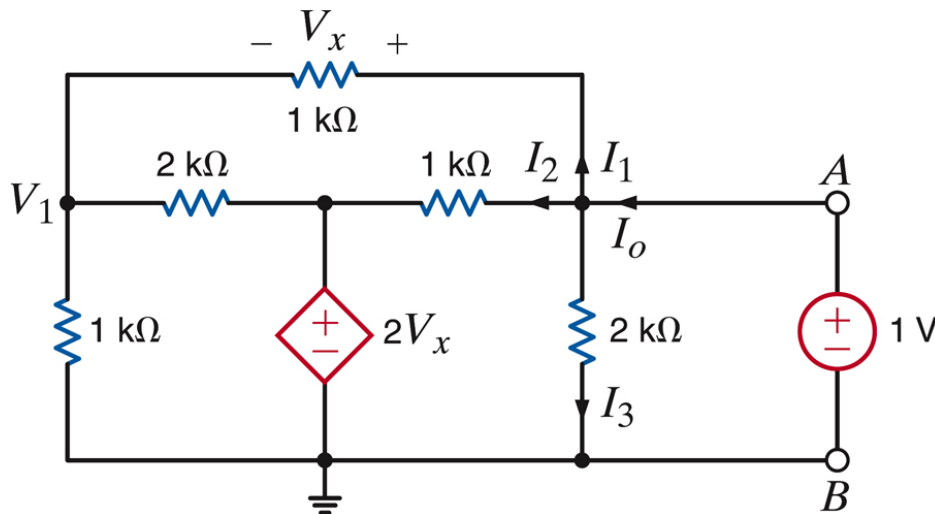 − Vₓ +
1 kΩ
2 kΩ 1 kΩ I₂ I₁ A
V₁
Iₒ
1 kΩ + − 2Vₓ 2 kΩ + − 1 V
I₃
B